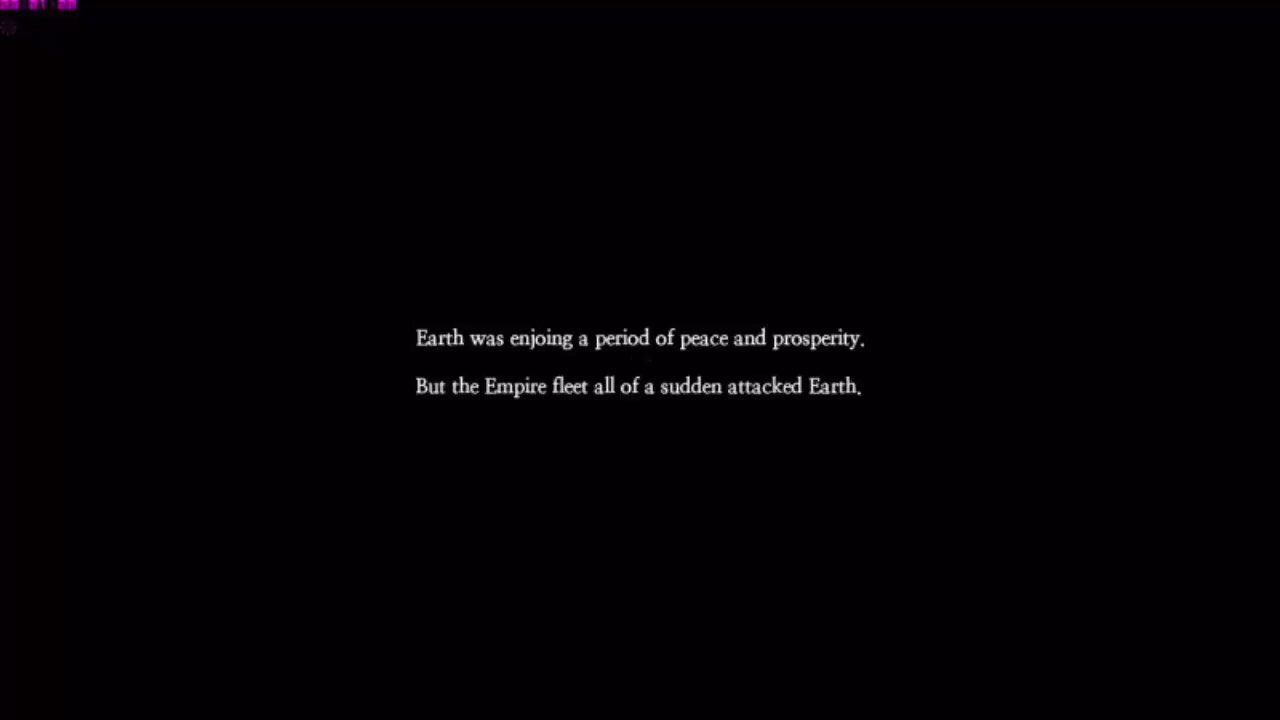 Earth was enjoing a period of peace and prosperity.
But the Empire fleet all of a sudden attacked Earth.